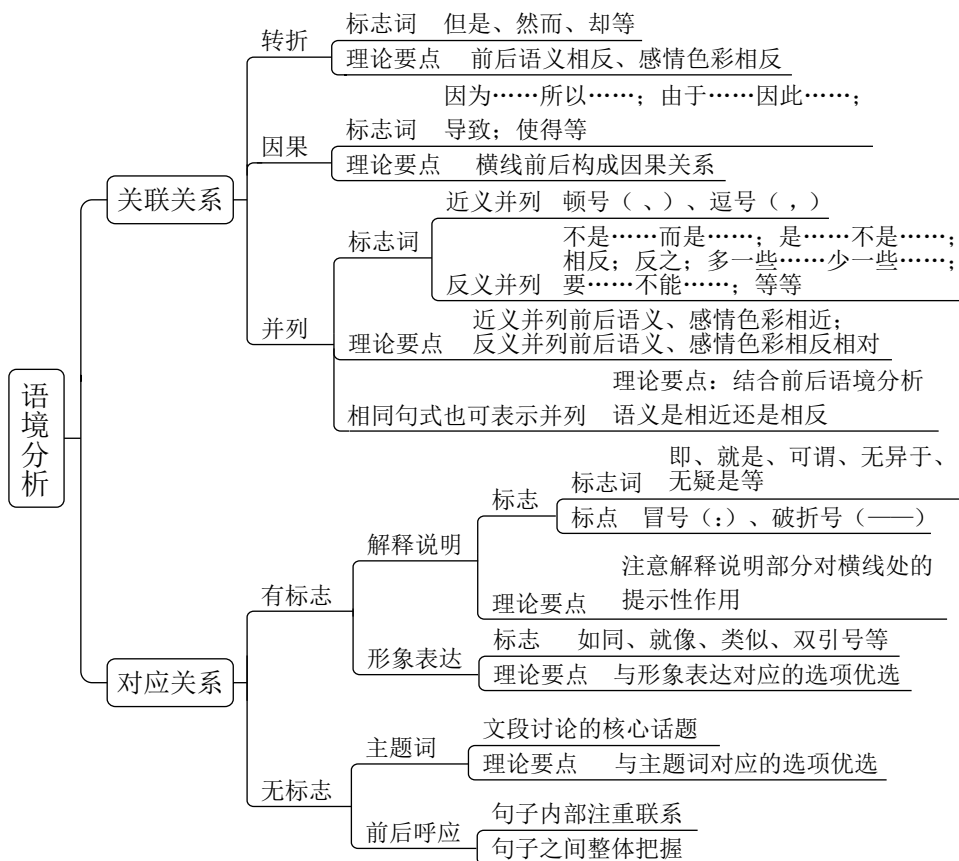 语境分析
关联关系
转折
标志词 但是、然而、却等
理论要点 前后语义相反、感情色彩相反
因果
因为……所以……；由于……因此……；
标志词 导致；使得等
理论要点 横线前后构成因果关系
并列
标志词
近义并列 顿号（、）、逗号（，）
不是……而是……；是……不是……；
相反；反之；多一些……少一些……；
反义并列 要……不能……；等等
近义并列前后语义、感情色彩相近；
理论要点 反义并列前后语义、感情色彩相反相对
理论要点：结合前后语境分析
相同句式也可表示并列 语义是相近还是相反
对应关系
有标志
解释说明
标志
即、就是、可谓、无异于、
标志词 无疑是等
标点 冒号（：）、破折号（——）
注意解释说明部分对横线处的
理论要点 提示性作用
形象表达
标志 如同、就像、类似、双引号等
理论要点 与形象表达对应的选项优选
无标志
主题词
文段讨论的核心话题
理论要点 与主题词对应的选项优选
前后呼应
句子内部注重联系
句子之间整体把握